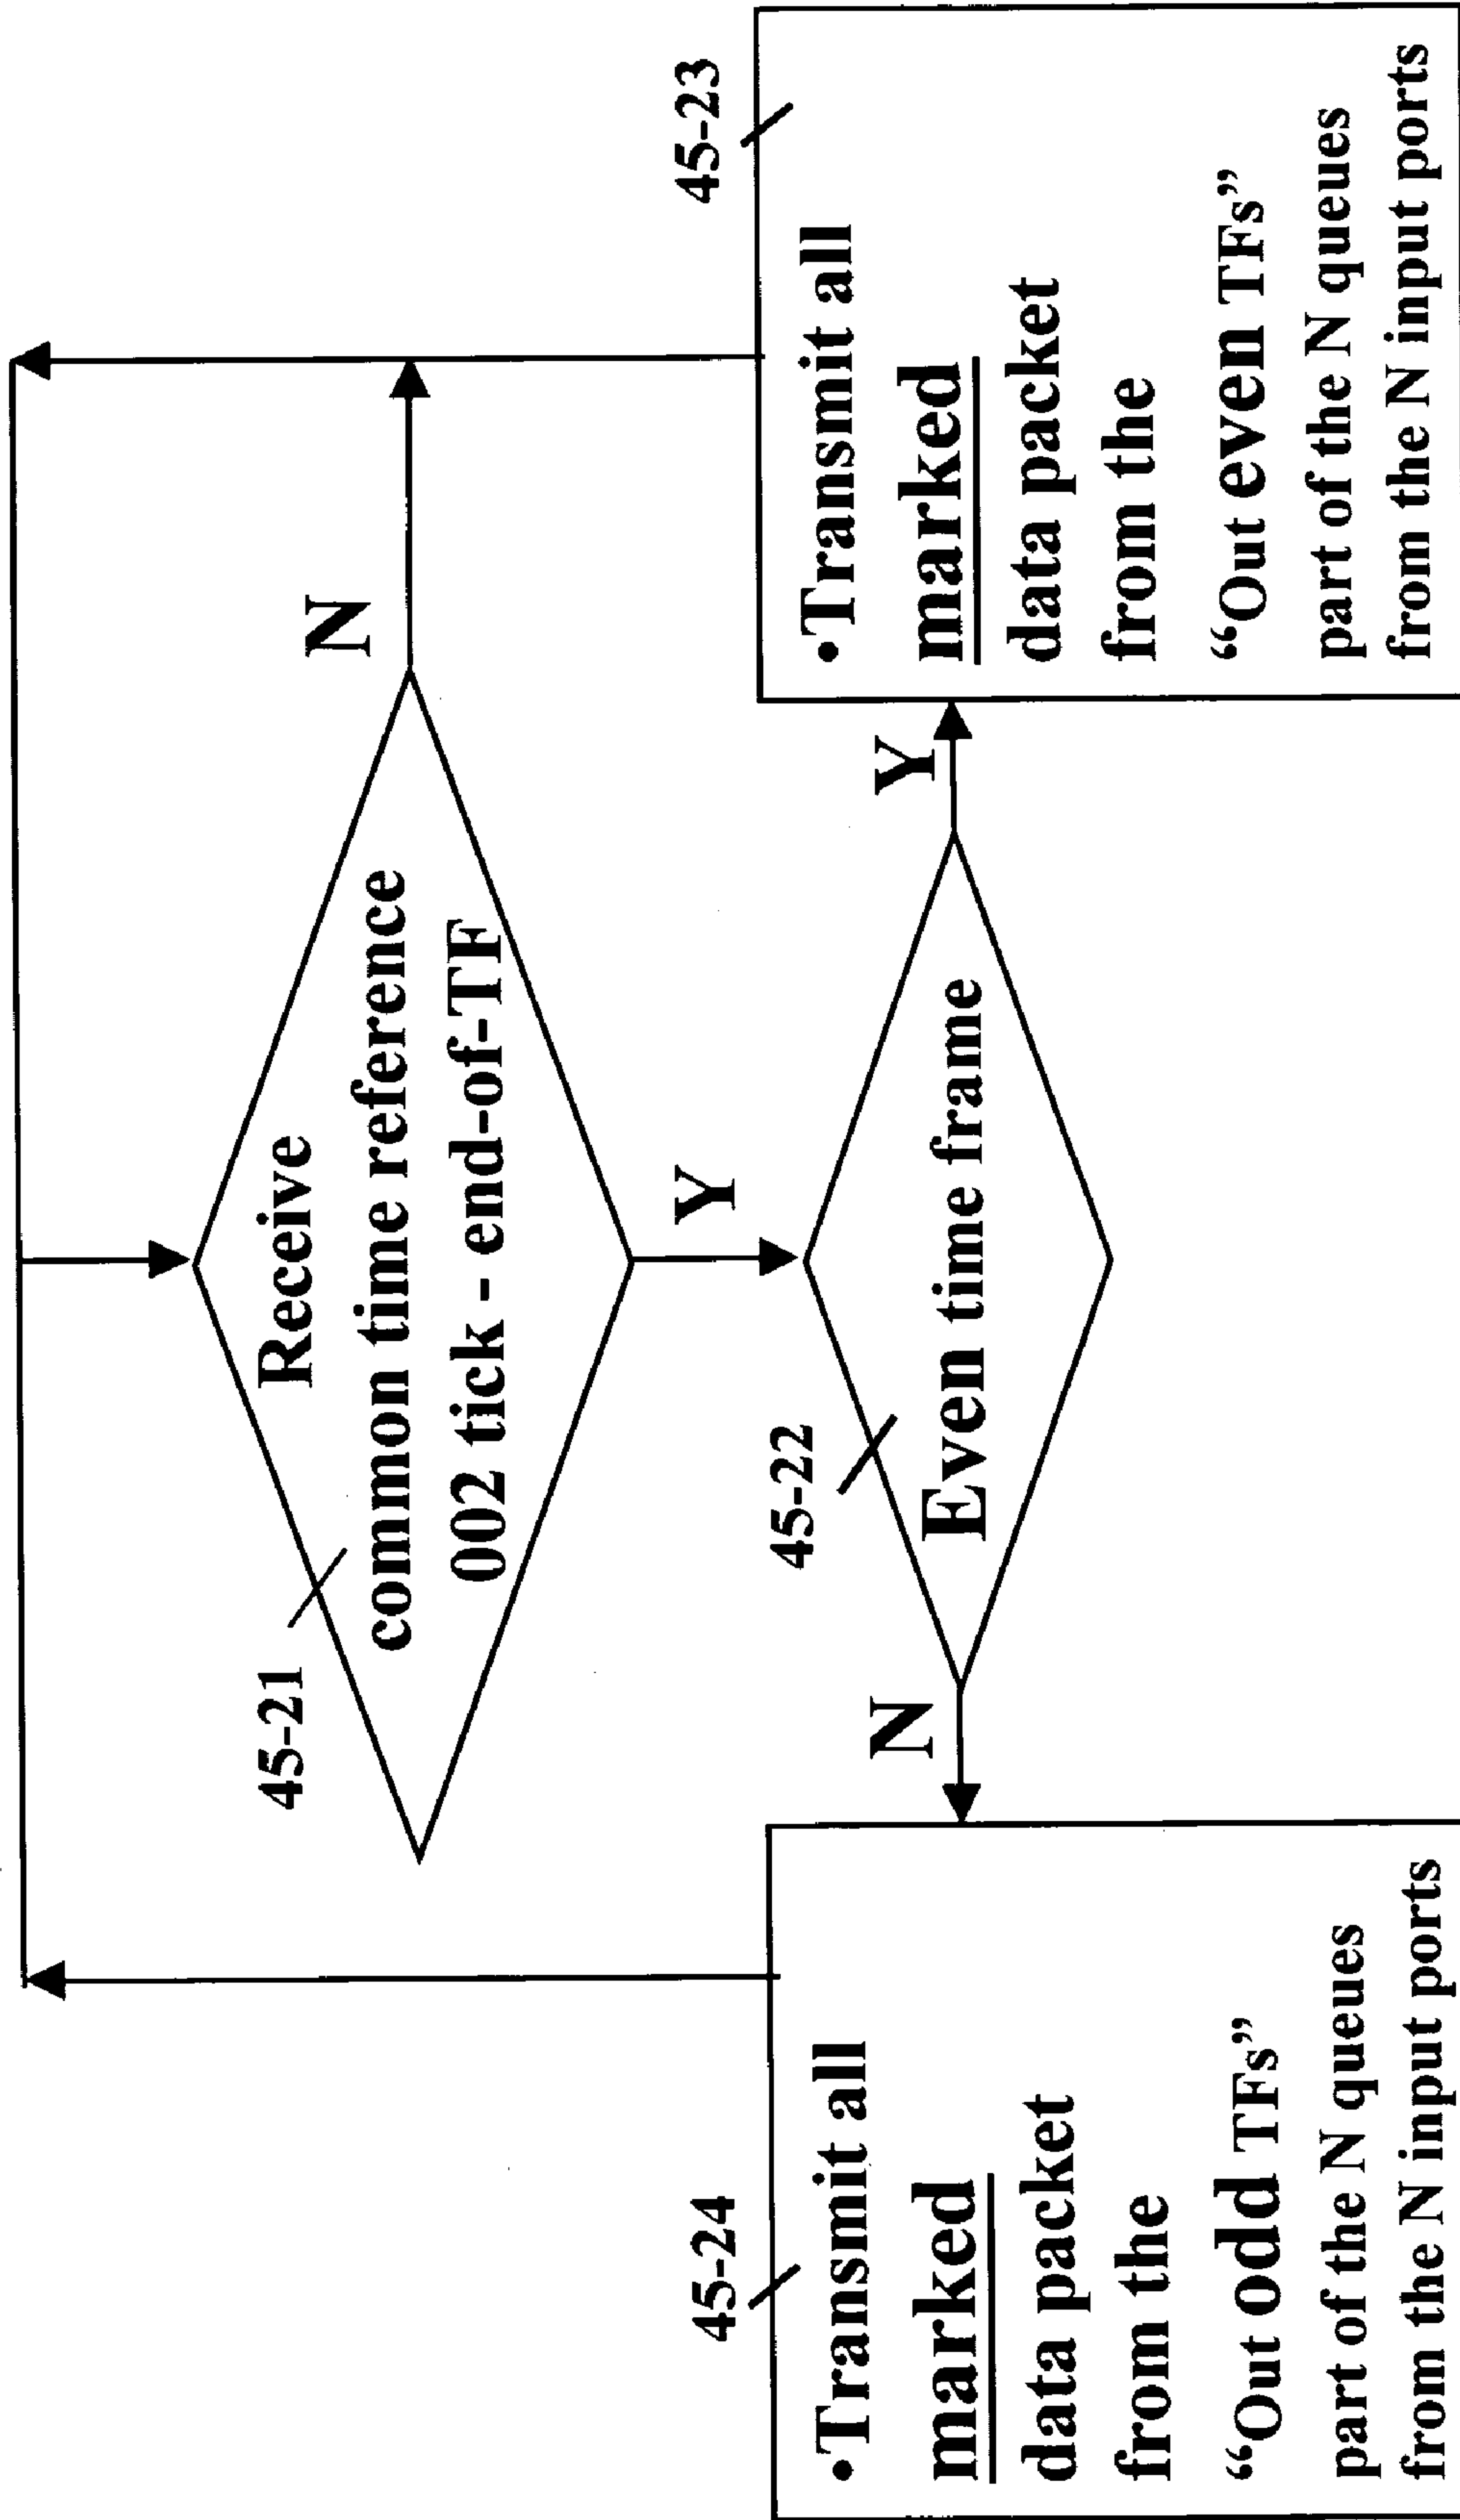 45-21
Receive
common time reference
002 tick - end-of-TF
N
Y
45-22
Even time frame
N
Y
45-24
•Transmit all
marked
data packet
from the
“Out odd TFs”
part of the N queues
from the N input ports
45-23
•Transmit all
marked
data packet
from the
“Out even TFs”
part of the N queues
from the N input ports